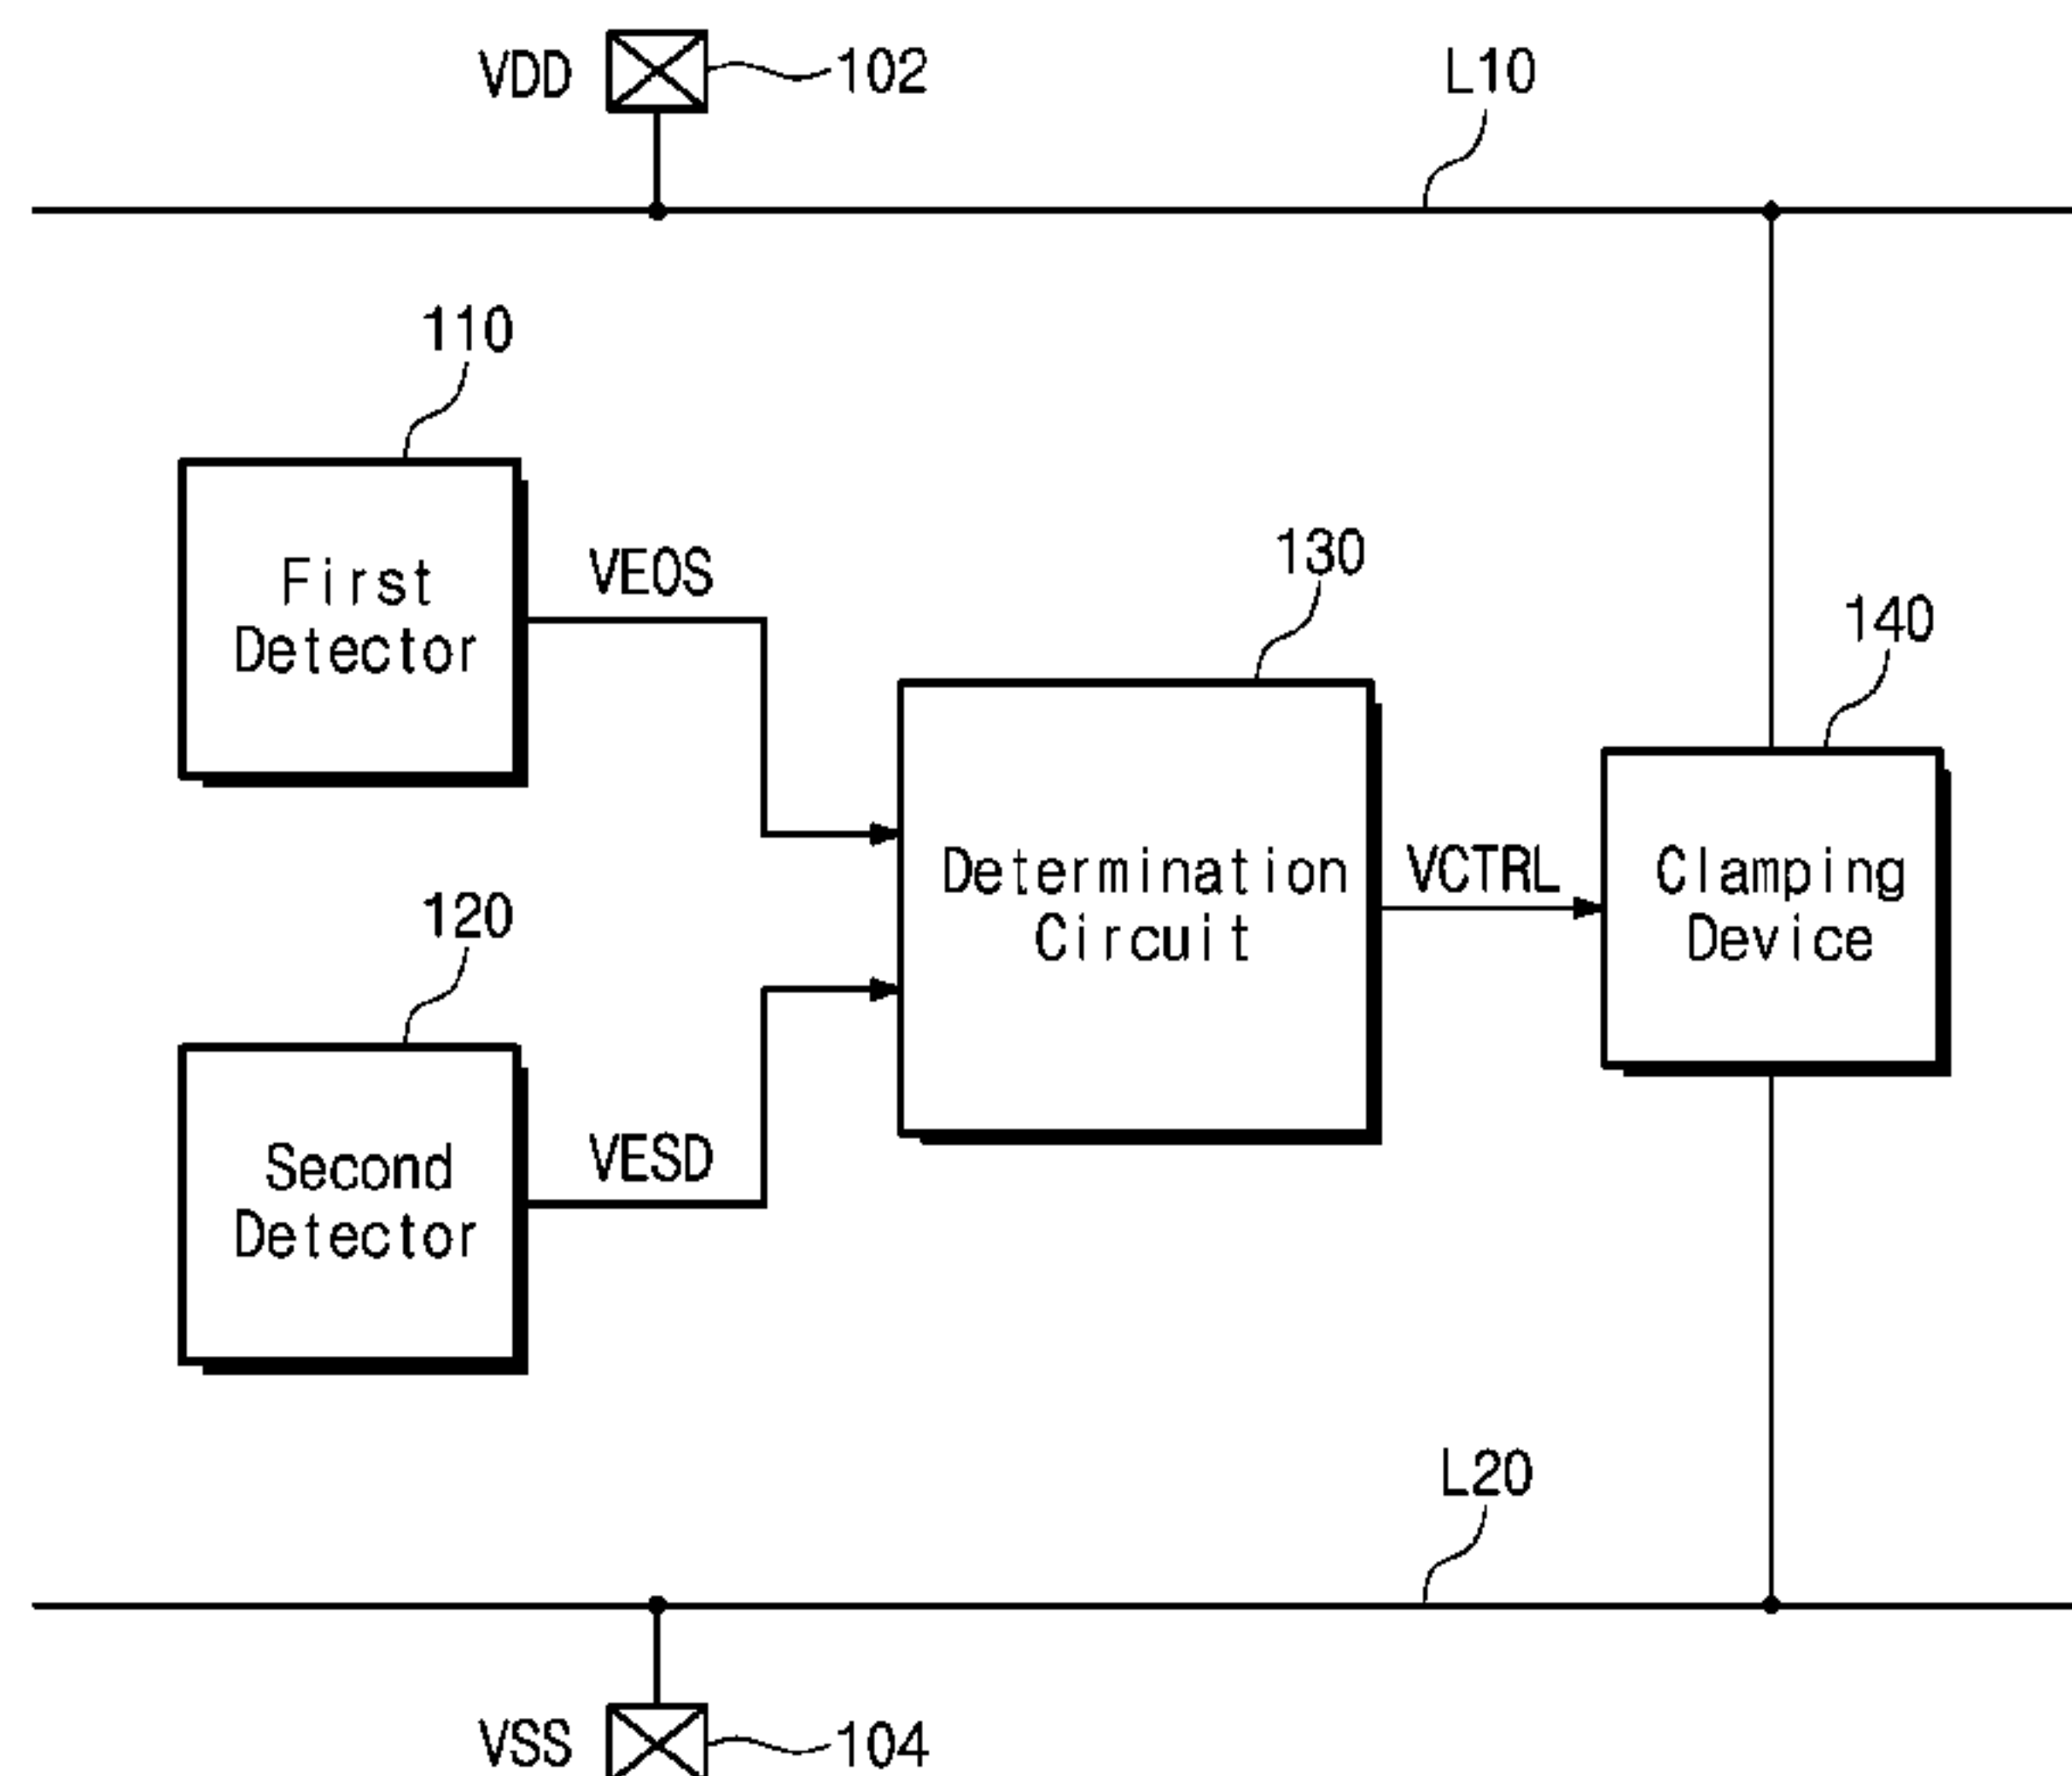 VDD
102
L10
110
First
Detector
VEOS
130
140
Determination
Circuit
VCTRL
Clamping
Device
120
Second
Detector
VESD
L20
VSS
104